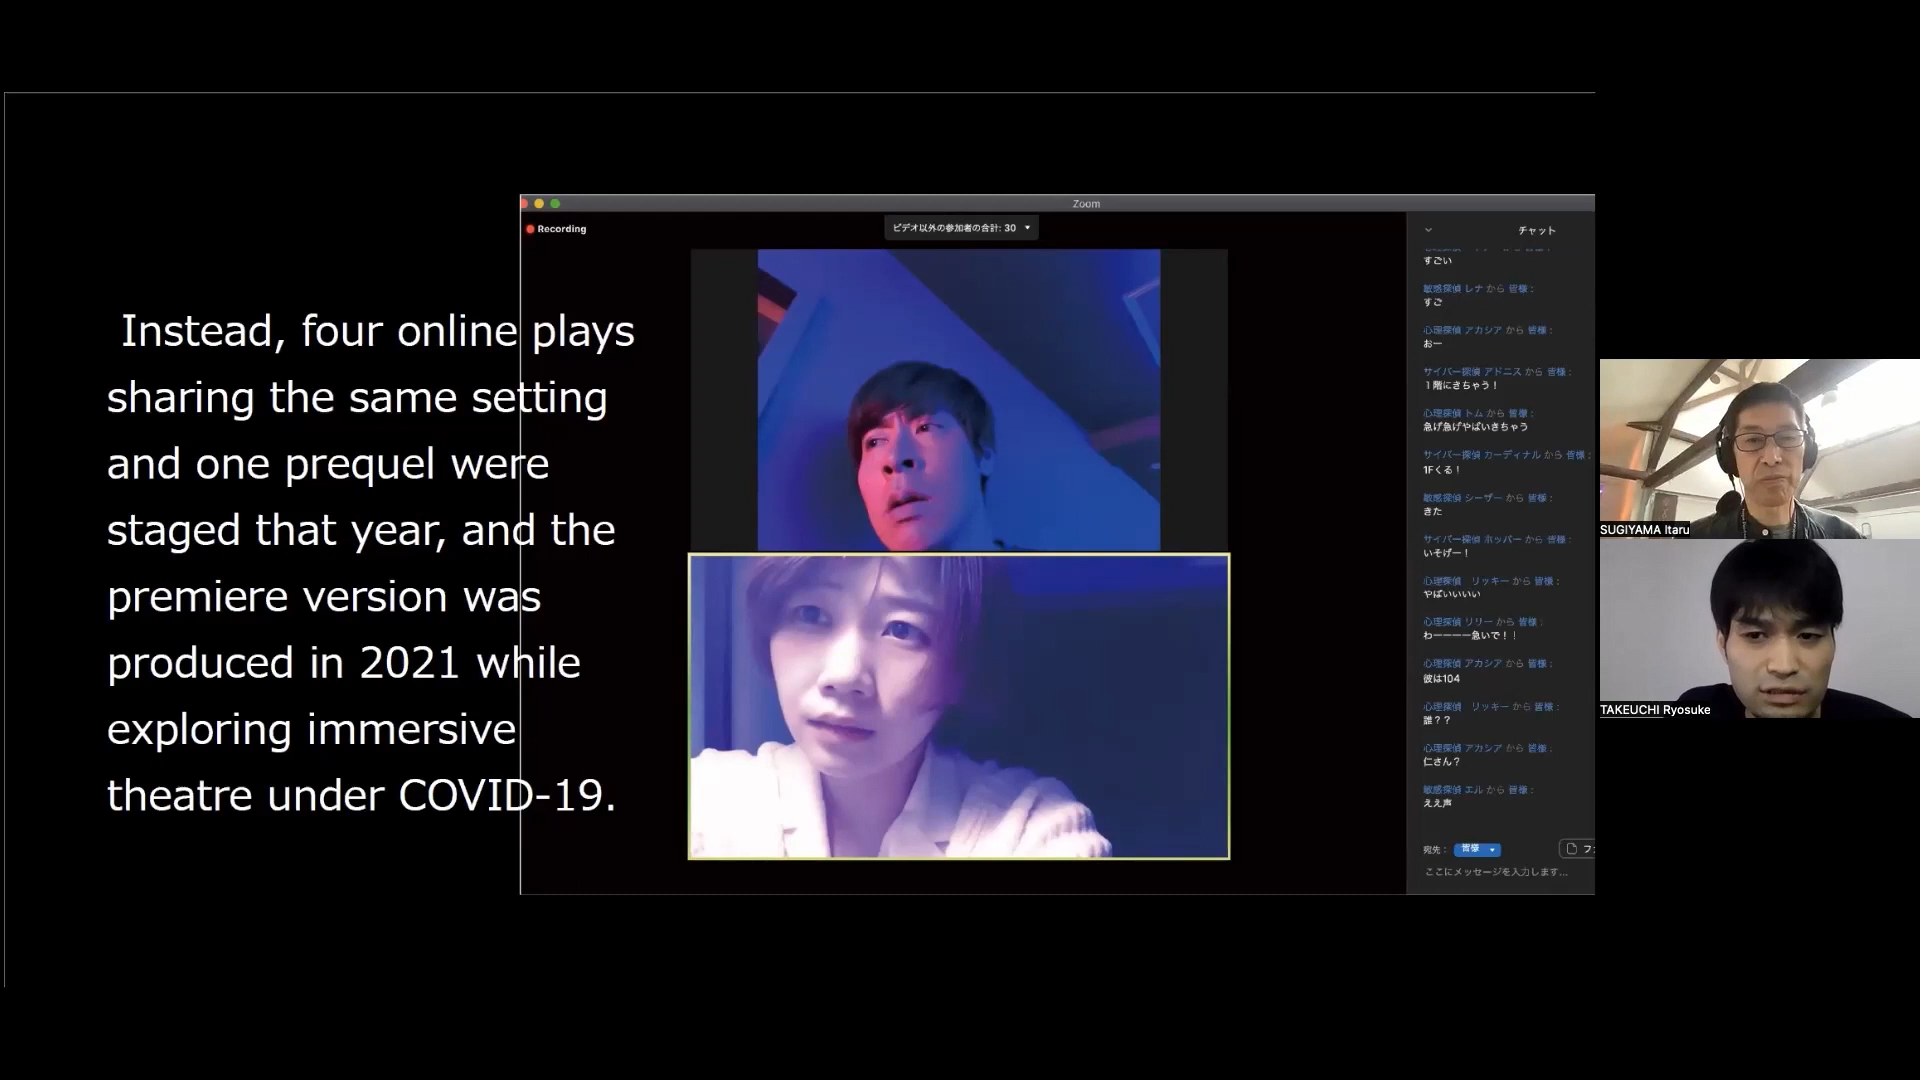 Instead, four online plays
sharing the same setting
and one prequel were
staged that year, and the
premiere version was
produced in 2021 while
exploring immersive
theatre under COVID-19.
Zoom
Recording
ビデオ以外の参加者の合計: 30
チャット
すごい
敏感探偵 レナ から 皆様:
すご
心理探偵 アカシア から 皆様:
おー
サイバー探偵 アドニス から 皆様:
1階にきちゃう!
心理探偵 トム から 皆様:
急げ急げやばいきちゃう
サイバー探偵 カーディナル から 皆様:
1Fくる!
敏感探偵 シーザー から 皆様:
きた
サイバー探偵 ホッパー から 皆様:
いそげー!
心理探偵 リッキー から 皆様:
やばいいいい
心理探偵 リリー から 皆様:
わーーーー急いで!!
心理探偵 アカシア から 皆様:
彼は104
心理探偵 リッキー から 皆様:
誰??
心理探偵 アカシア から 皆様:
仁さん?
敏感探偵 エル から 皆様:
ええ声
宛先: 皆様
ここにメッセージを入力します...
SUGIYAMA Itaru
TAKEUCHI Ryosuke